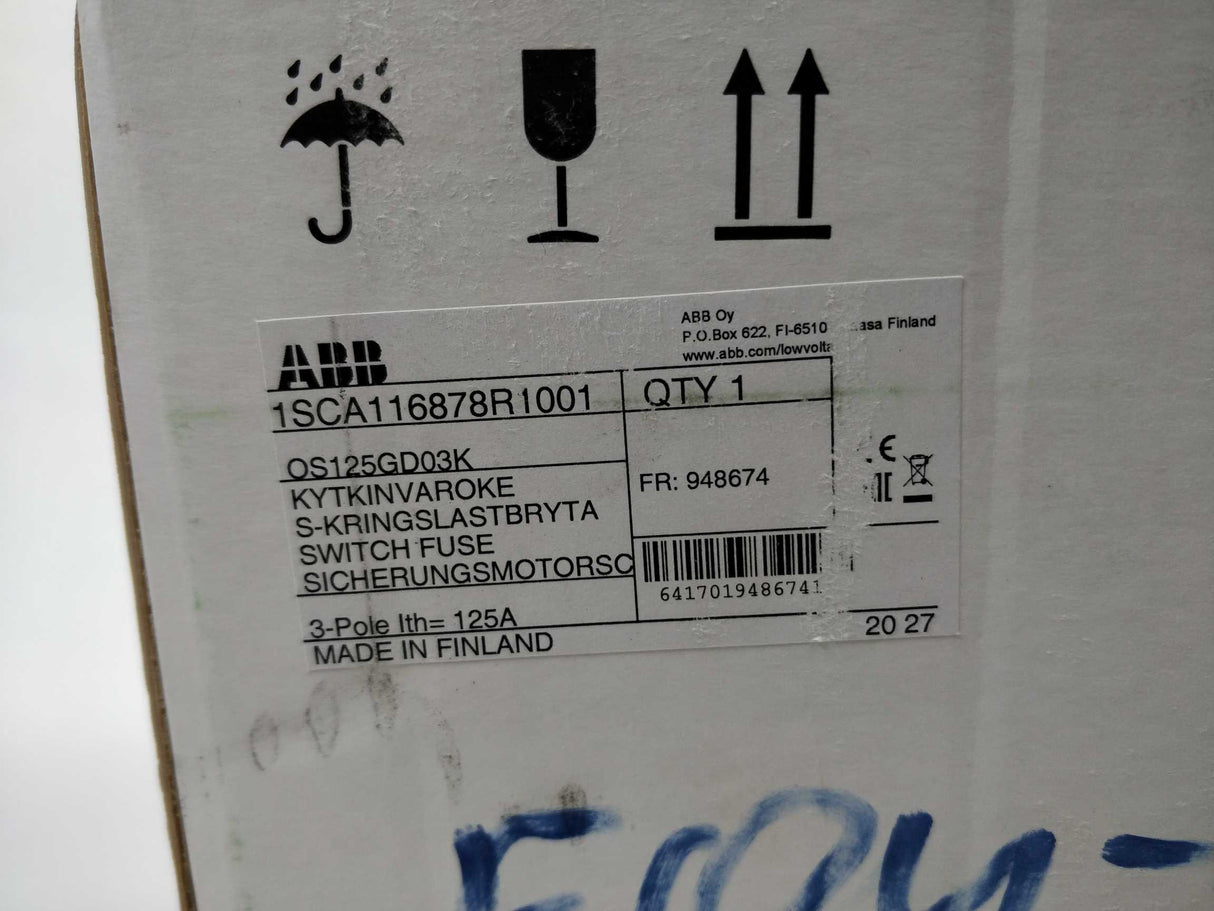 ABB Oy
P.O.Box 622, FI-6510 asa Finland
www.abb.com/lowvolta
ABB
1SCA116878R1001
QTY 1
OS125GD03K
KYTKINVAROKE
S-KRINGSLASTBRYTA
SWITCH FUSE
SICHERUNGSMOTORSC
FR: 948674
CE
6417019486741
3-Pole Ith= 125A
MADE IN FINLAND
20 27